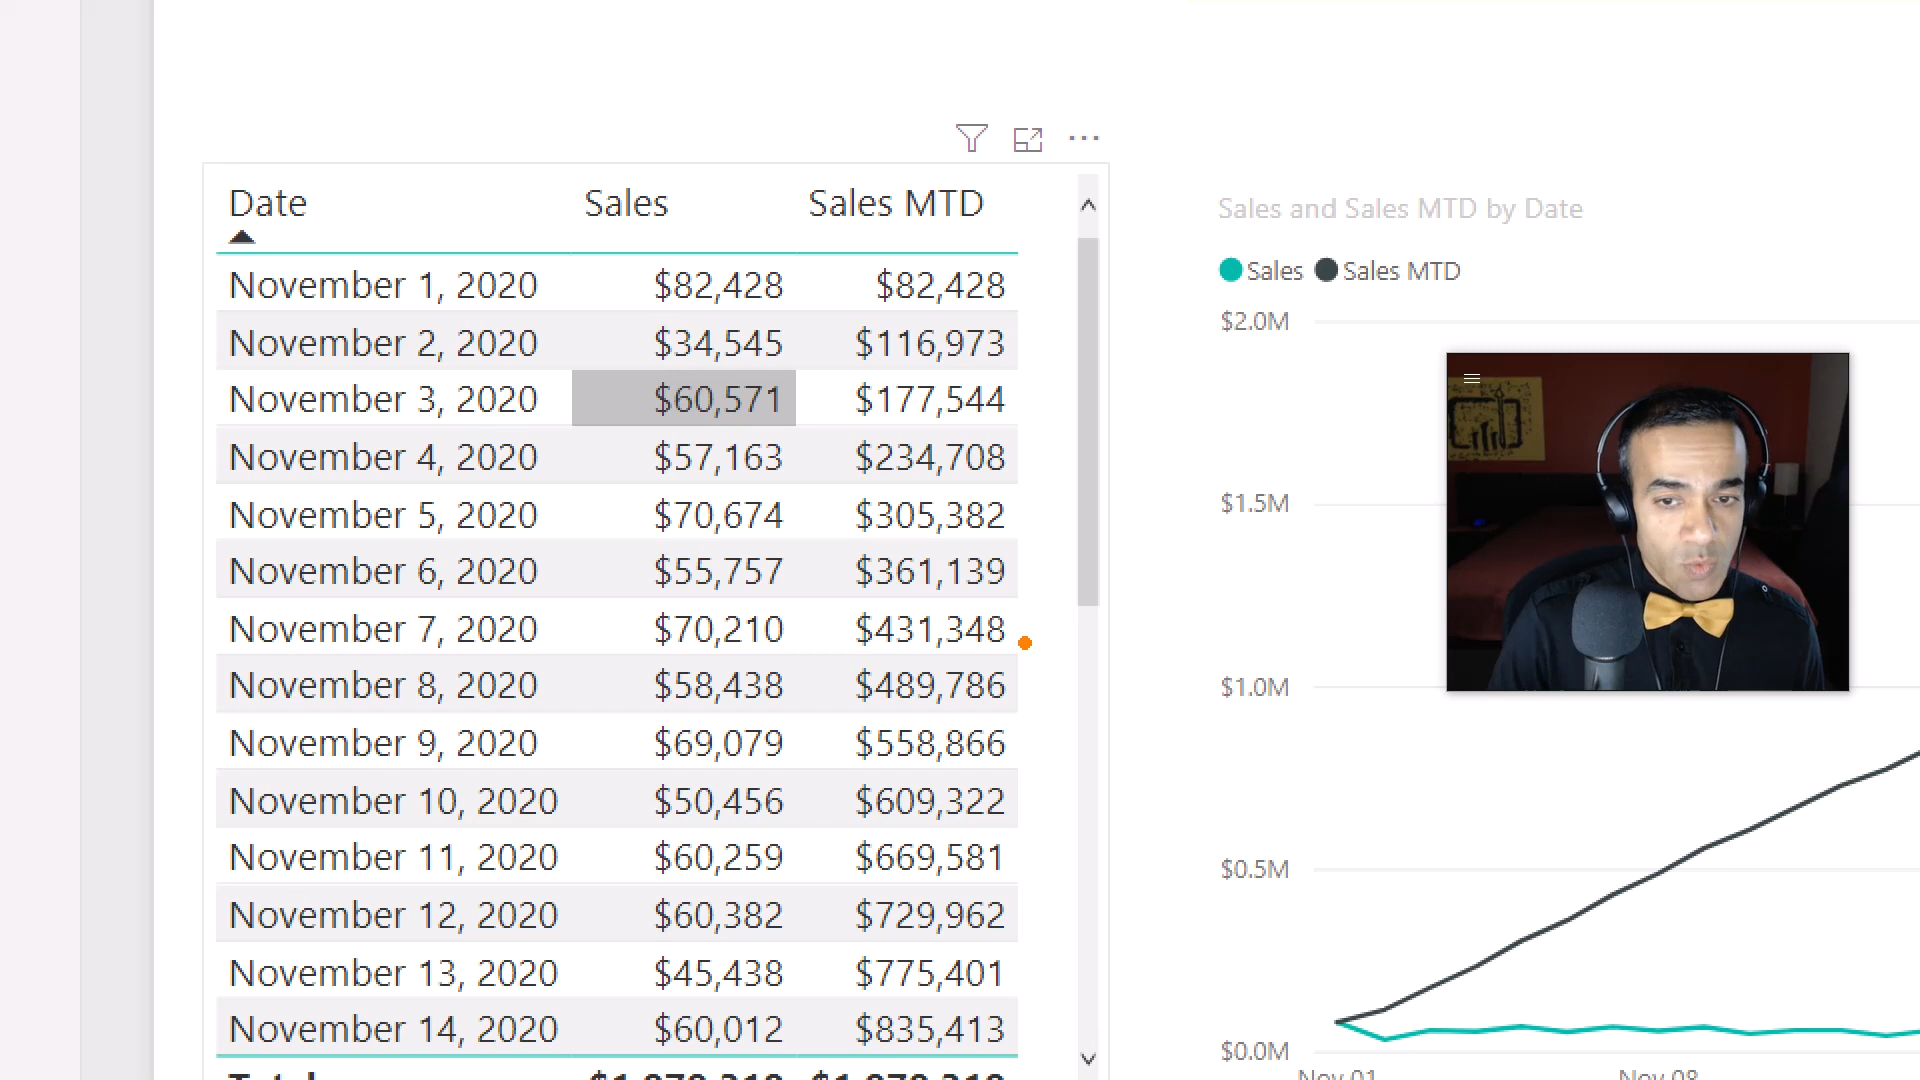 Date Sales Sales MTD
November 1, 2020 $82,428 $82,428
November 2, 2020 $34,545 $116,973
November 3, 2020 $60,571 $177,544
November 4, 2020 $57,163 $234,708
November 5, 2020 $70,674 $305,382
November 6, 2020 $55,757 $361,139
November 7, 2020 $70,210 $431,348
November 8, 2020 $58,438 $489,786
November 9, 2020 $69,079 $558,866
November 10, 2020 $50,456 $609,322
November 11, 2020 $60,259 $669,581
November 12, 2020 $60,382 $729,962
November 13, 2020 $45,438 $775,401
November 14, 2020 $60,012 $835,413
Total
Sales and Sales MTD by Date
Sales Sales MTD
$2.0M
$1.5M
$1.0M
$0.5M
$0.0M
Nov 01 Nov 08